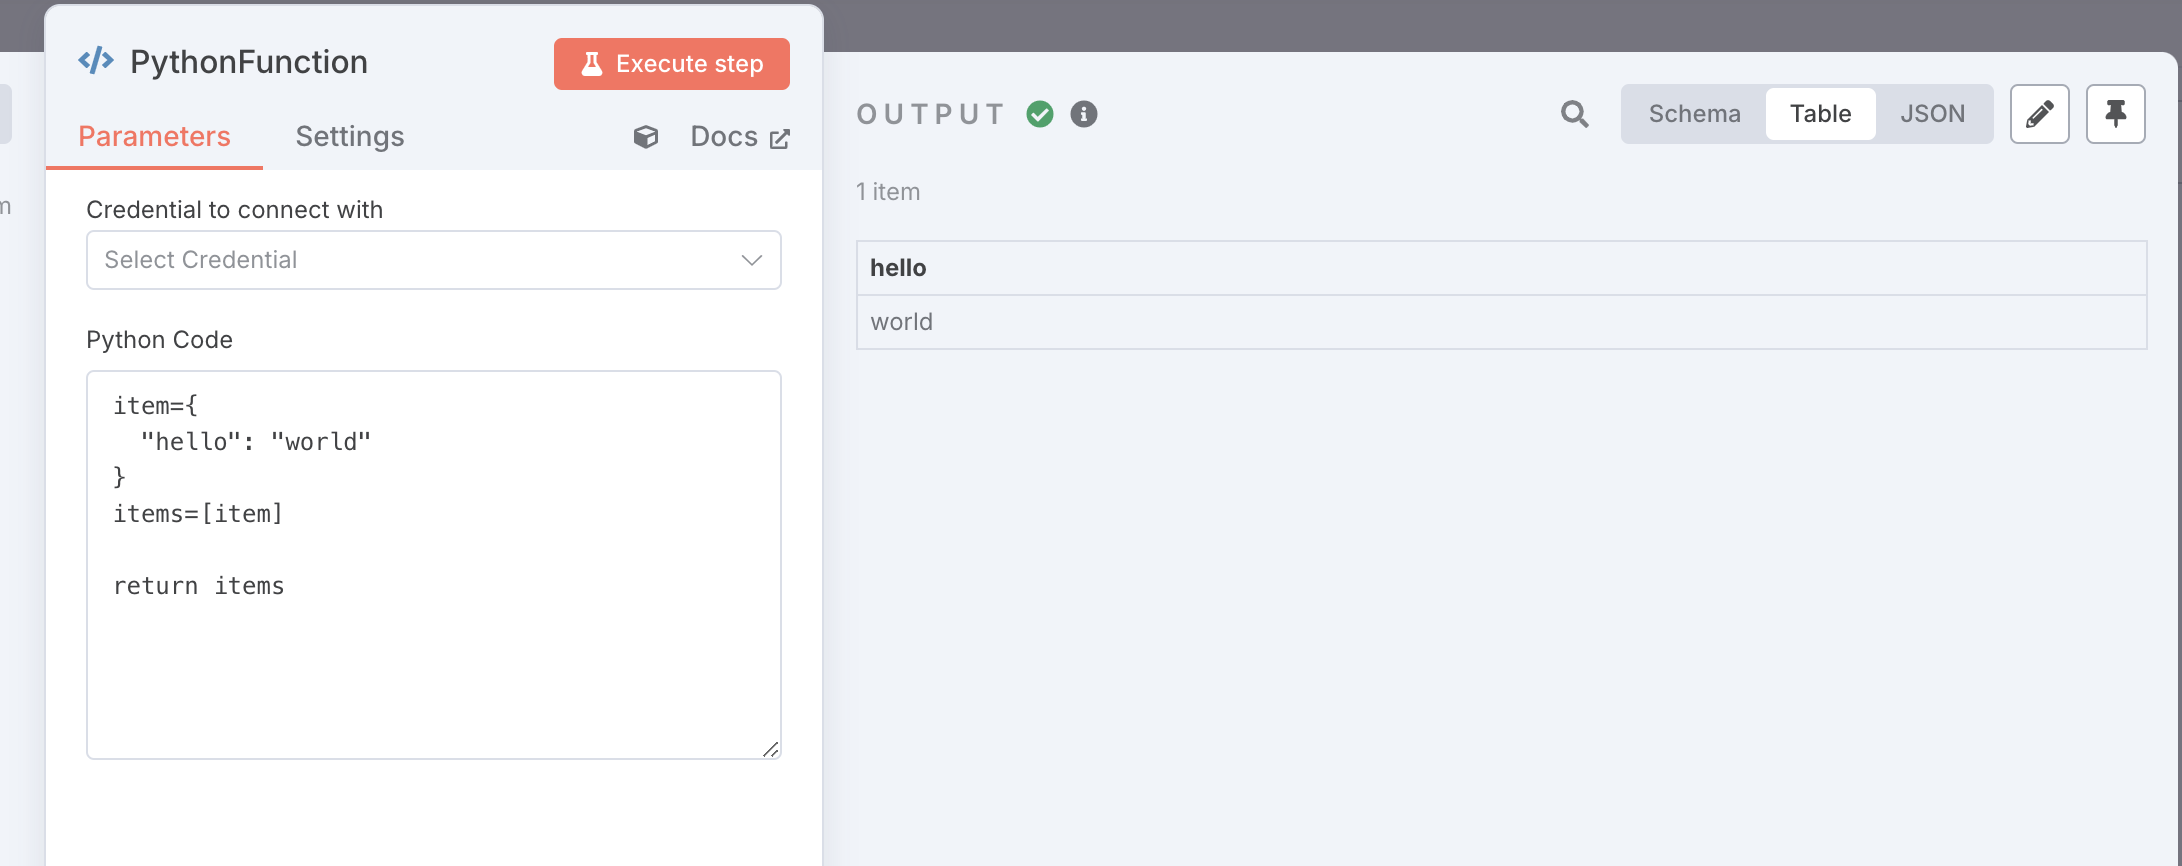 PythonFunction
Execute step
Parameters
Settings
Docs
Credential to connect with
Select Credential
Python Code
item={
  "hello": "world"
}
items=[item]

return items
OUTPUT
Schema
Table
JSON
1 item
hello
world